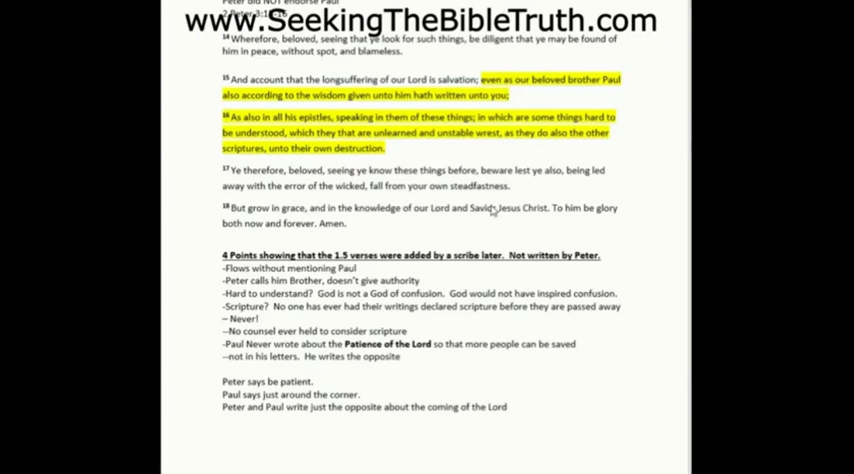 Peter did NOT endorse Paul
www.SeekingTheBibleTruth.com
2 Peter 3:14-18
14 Wherefore, beloved, seeing that ye look for such things, be diligent that ye may be found of
him in peace, without spot, and blameless.
15 And account that the longsuffering of our Lord is salvation; even as our beloved brother Paul
also according to the wisdom given unto him hath written unto you;
16 As also in all his epistles, speaking in them of these things; in which are some things hard to
be understood, which they that are unlearned and unstable wrest, as they do also the other
scriptures, unto their own destruction.
17 Ye therefore, beloved, seeing ye know these things before, beware lest ye also, being led
away with the error of the wicked, fall from your own steadfastness.
18 But grow in grace, and in the knowledge of our Lord and Jesus Christ. To him be glory
both now and forever. Amen.
4 Points showing that the 1.5 verses were added by a scribe later. Not written by Peter.
-Flows without mentioning Paul
-Peter calls him Brother, doesn't give authority
-Hard to understand? God is not a God of confusion. God would not have inspired confusion.
-Scripture? No one has ever had their writings declared scripture before they are passed away
– Never!
--No counsel ever held to consider scripture
-Paul Never wrote about the Patience of the Lord so that more people can be saved
--not in his letters. He writes the opposite
Peter says be patient.
Paul says just around the corner.
Peter and Paul write just the opposite about the coming of the Lord